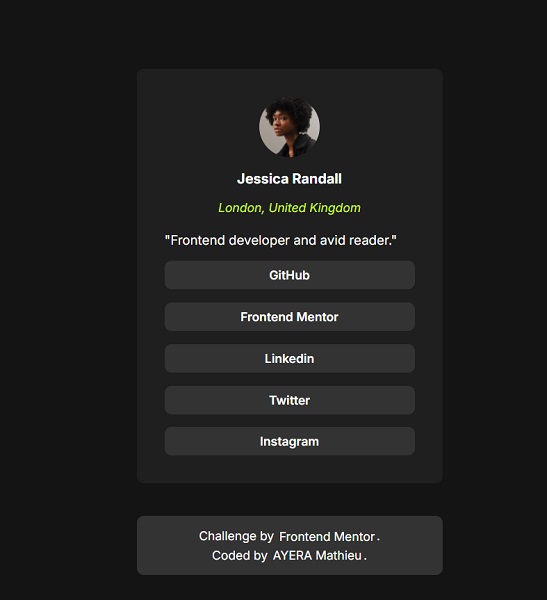 Jessica Randall
London, United Kingdom
"Frontend developer and avid reader."
GitHub
Frontend Mentor
Linkedin
Twitter
Instagram
Challenge by Frontend Mentor.
Coded by AYERA Mathieu.